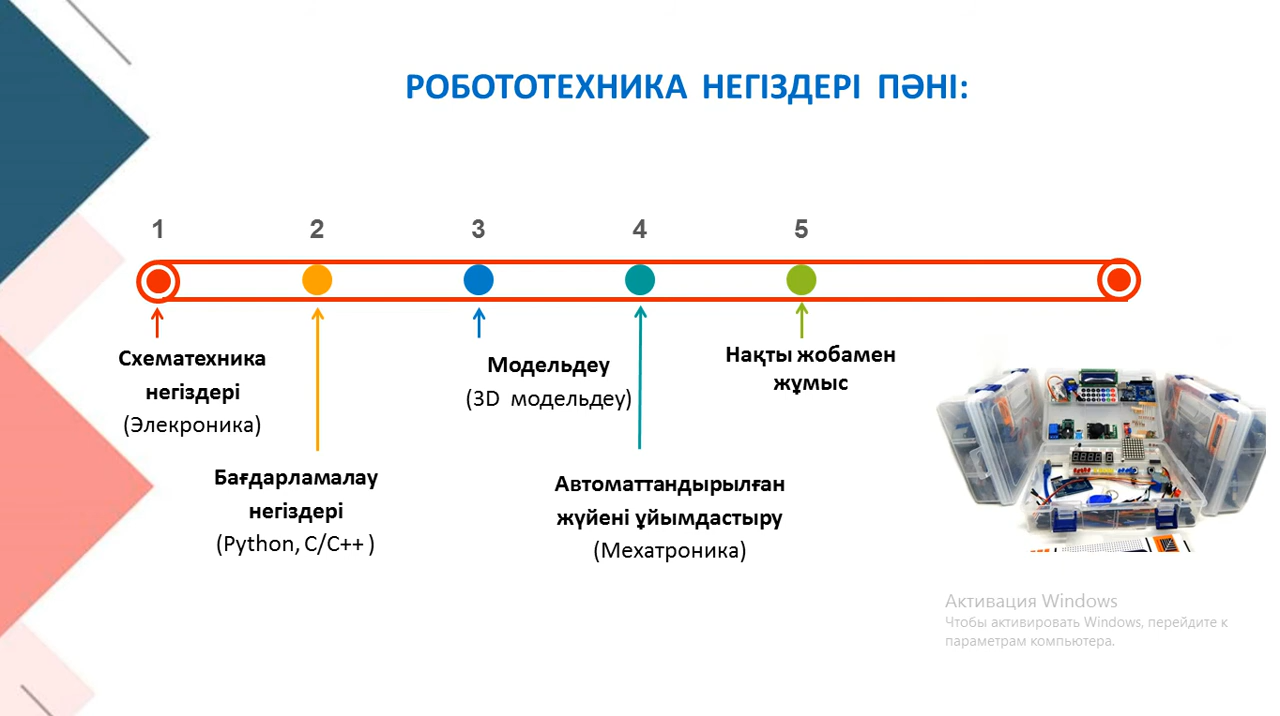 РОБОТОТЕХНИКА НЕГІЗДЕРІ ПӘНІ:
1
2
3
4
5
Схематехника
негіздері
(Элекроника)
Бағдарламалау
негіздері
(Python, C/C++ )
Модельдеу
(3D модельдеу)
Автоматтандырылған
жүйені ұйымдастыру
(Мехатроника)
Нақты жобамен
жұмыс
Активация Windows
Чтобы активировать Windows, перейдите к
параметрам компьютера.